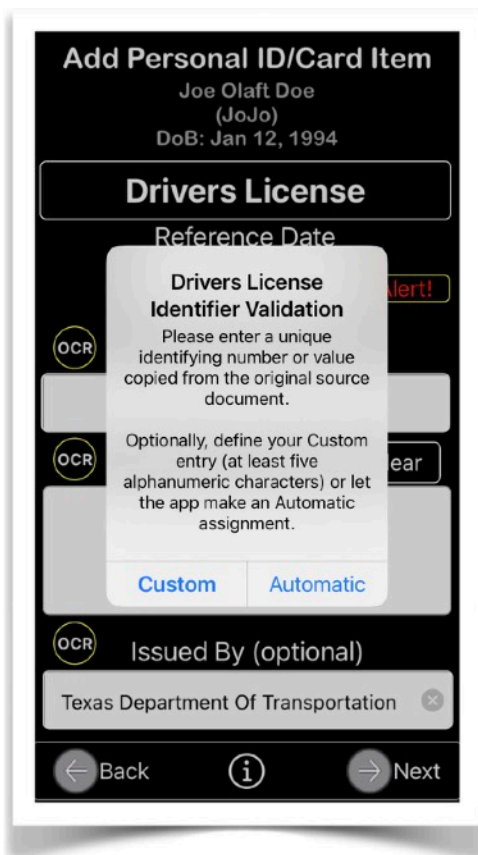 Add Personal ID/Card Item
Joe Olaft Doe
(JoJo)
DoB: Jan 12, 1994
Drivers License
Reference Date
Alert!
Drivers License
Identifier Validation
Please enter a unique
identifying number or value
copied from the original source
document.
Optionally, define your Custom
entry (at least five
alphanumeric characters) or let
the app make an Automatic
assignment.
Custom Automatic
OCR
OCR
OCR
Issued By (optional)
Texas Department Of Transportation
Back
Next